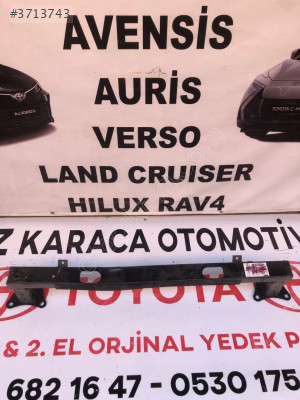 #3713743
AVENSİS
AURİS
VERSO
LAND CRUISER
HILUX RAV4
Z KARACA OTOMOTİV
TOYOTA
& 2. EL ORJİNAL YEDEK P
682 16 47 - 0530 175